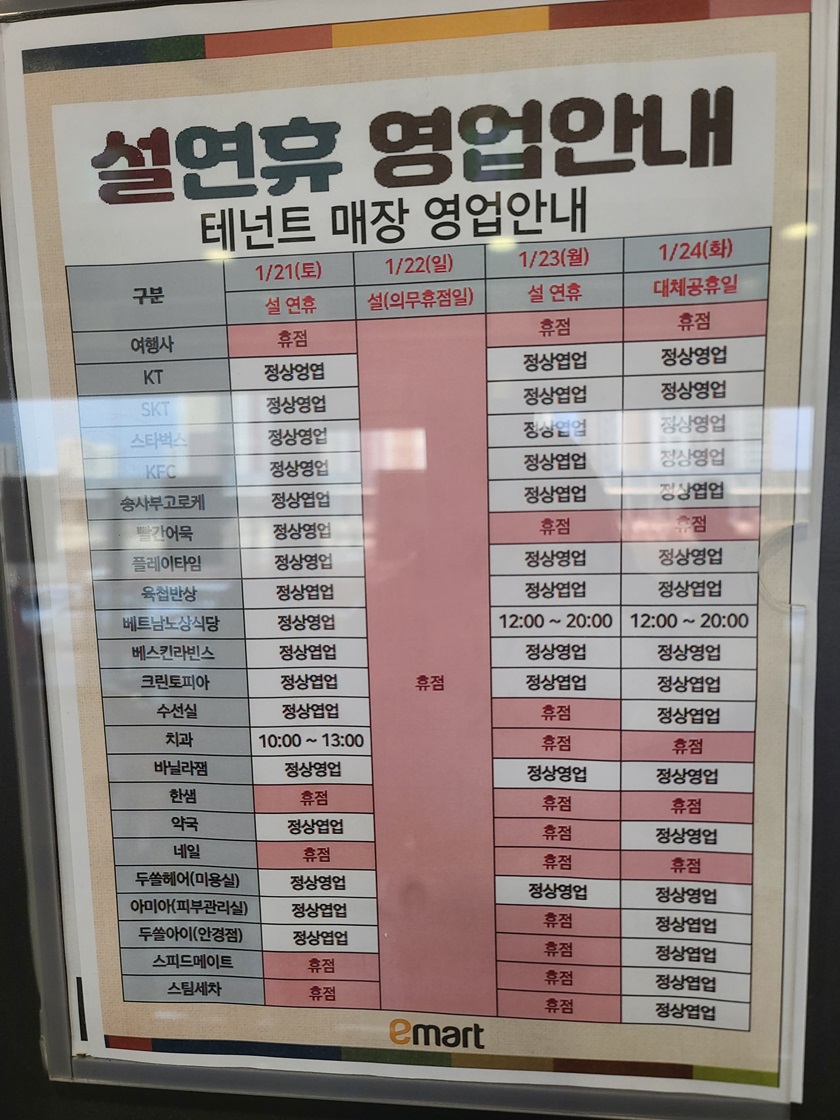 설연휴 영업안내
테넌트 매장 영업안내
구분 1/21(토) 1/22(일) 1/23(월) 1/24(화)
설 연휴 설(의무휴점일) 설 연휴 대체공휴일
여행사 휴점 휴점 휴점
KT 정상영업 정상영업 정상영업
SKT 정상영업 정상영업 정상영업
스타벅스 정상영업 정상영업 정상영업
KFC 정상영업 정상영업 정상영업
송사부고로케 정상영업 정상영업 정상영업
빨간어묵 정상영업 휴점 휴점
플레이타임 정상영업 정상영업 정상영업
육첩반상 정상영업 정상영업 정상영업
베트남노상식당 정상영업 12:00 ~ 20:00 12:00 ~ 20:00
베스킨라빈스 정상영업 정상영업 정상영업
크린토피아 정상영업 휴점 정상영업 정상영업
수선실 정상영업 휴점 정상영업
치과 10:00 ~ 13:00 휴점 휴점
바닐라잼 정상영업 정상영업 정상영업
한샘 휴점 휴점 휴점
약국 정상영업 휴점 정상영업
네일 휴점 휴점 휴점
두쏠헤어(미용실) 정상영업 정상영업 정상영업
아미아(피부관리실) 정상영업 휴점 정상영업
두쏠아이(안경점) 정상영업 휴점 정상영업
스피드메이트 휴점 휴점 정상영업
스팀세차 휴점 휴점 정상영업
emart